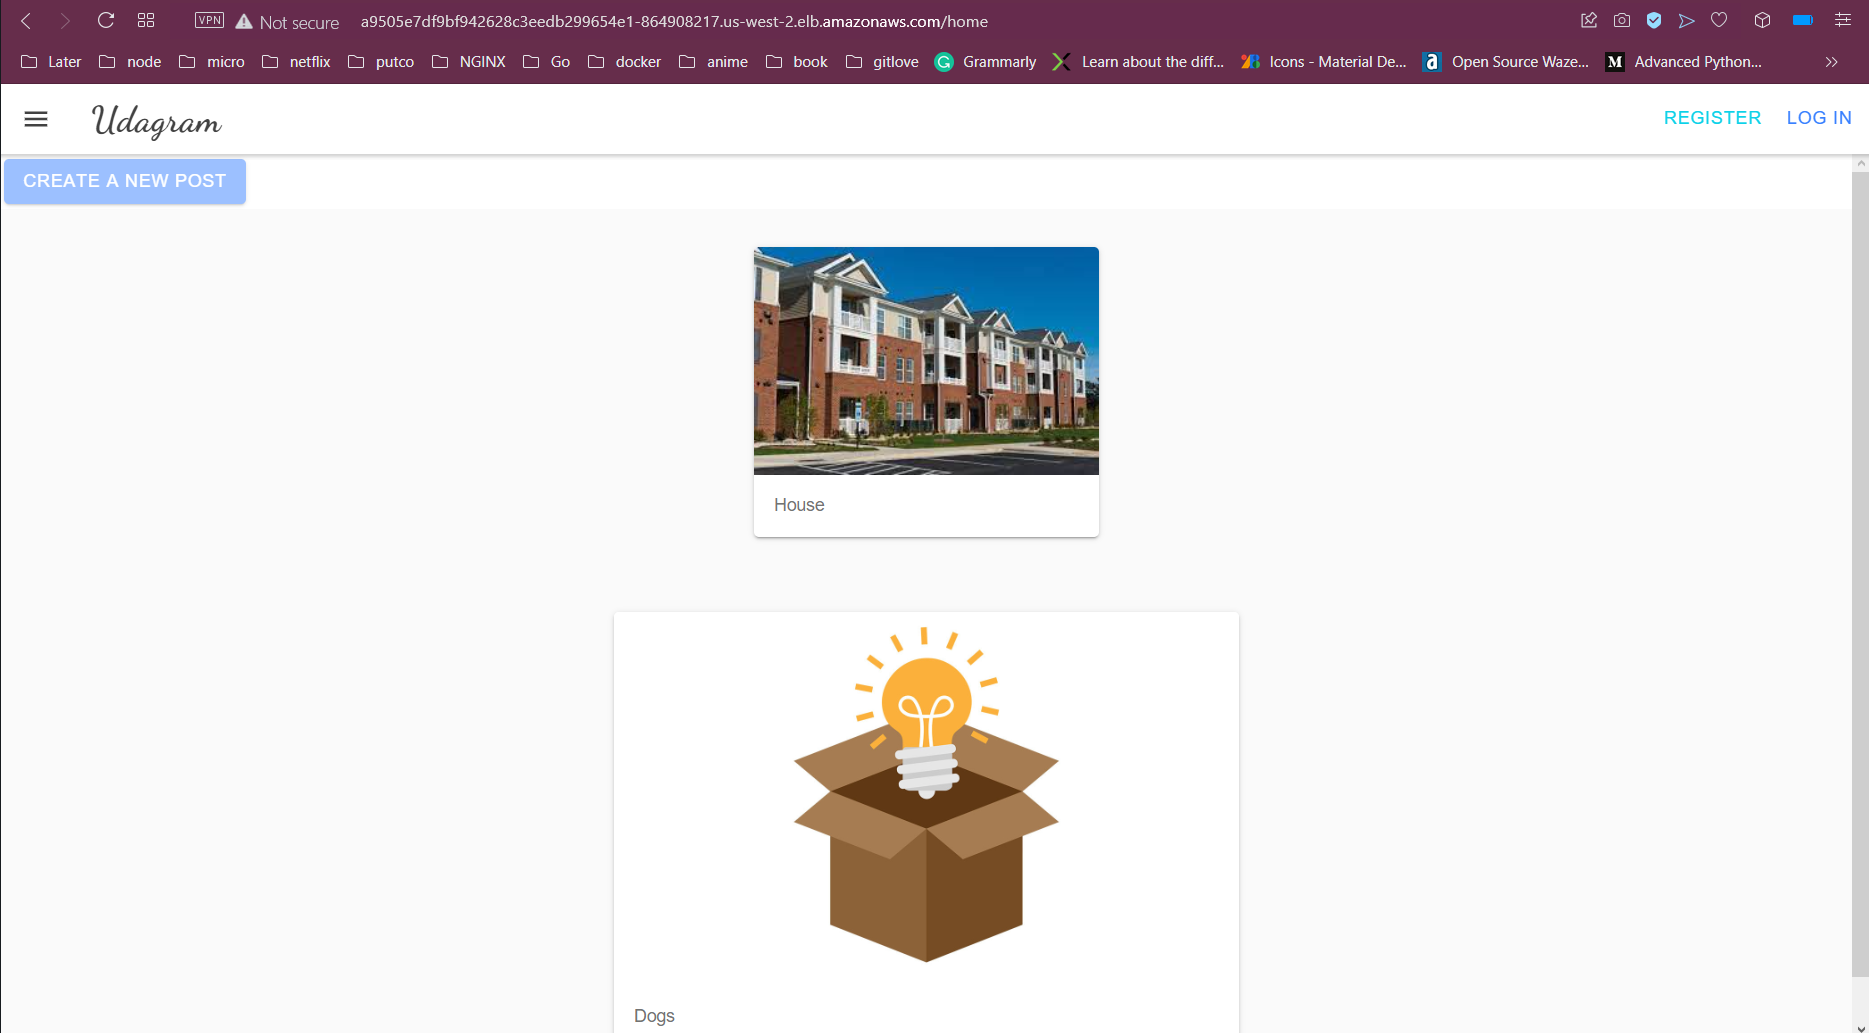 VPN Not secure a9505e7df9bf942628c3eedb299654e1-864908217.us-west-2.elb.amazonaws.com/home
Later node micro netflix putco NGINX Go docker anime book gitlove G Grammarly Learn about the diff... Icons - Material De... a Open Source Waze... M Advanced Python... »
Udagram REGISTER LOG IN
CREATE A NEW POST
House
Dogs